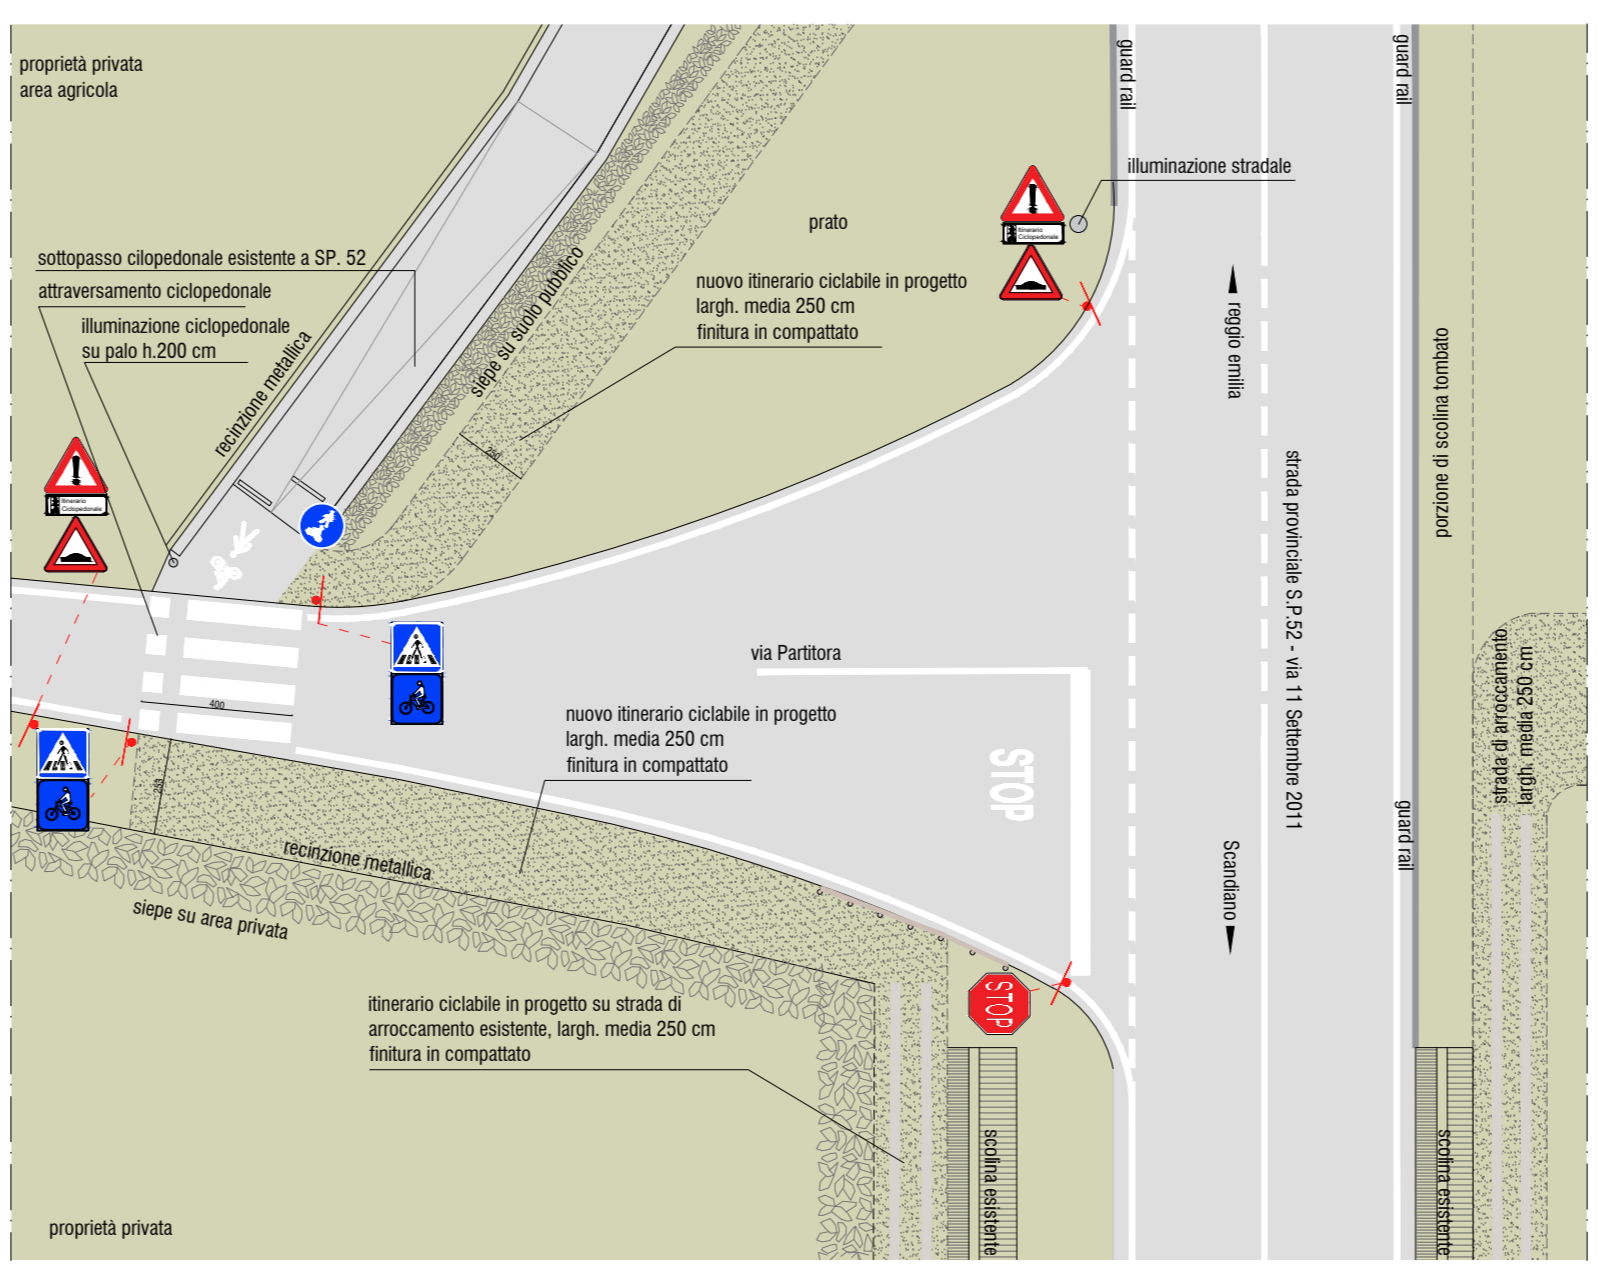 proprietà privata
area agricola
guard rail
guard rail
illuminazione stradale
prato
Itinerario
Ciclopedonale
sottopasso cilopedonale esistente a SP. 52
attraversamento ciclopedonale
illuminazione ciclopedonale
su palo h.200 cm
recinzione metallica
siepe su suolo pubblico
nuovo itinerario ciclabile in progetto
largh. media 250 cm
finitura in compattato
reggio emilia
porzione di scolina tombato
strada provinciale S.P.52 - via 11 Settembre 2011
250
Itinerario
Ciclopedonale
via Partitora
strada di arroccamento
largh. media 250 cm
400
nuovo itinerario ciclabile in progetto
largh. media 250 cm
finitura in compattato
STOP
253
Scandiano
guard rail
recinzione metallica
siepe su area privata
STOP
itinerario ciclabile in progetto su strada di
arroccamento esistente, largh. media 250 cm
finitura in compattato
scolina esistente
scolina esistente
proprietà privata